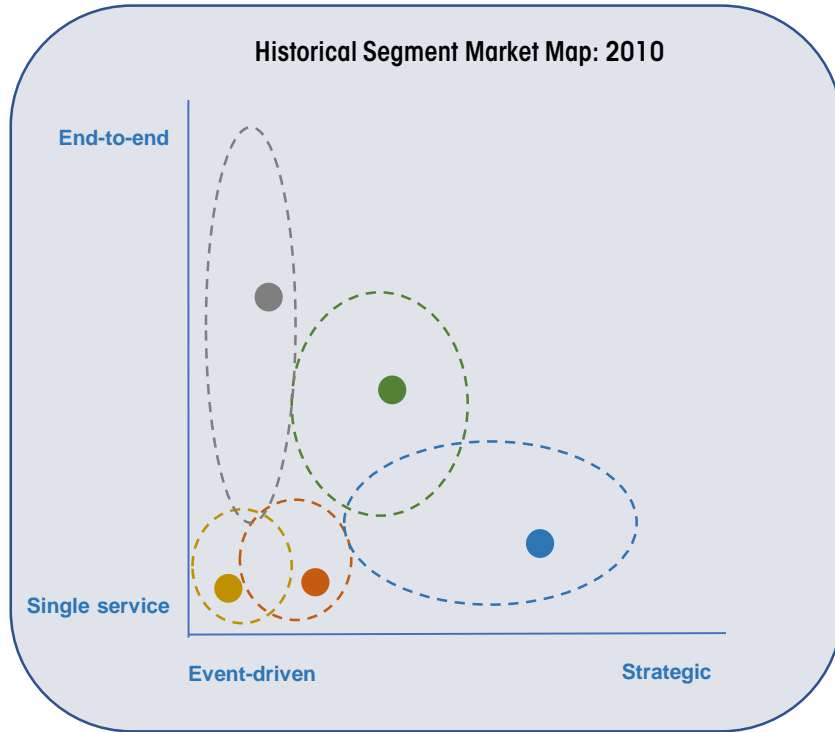 Historical Segment Market Map: 2010
End-to-end
Single service
Event-driven
Strategic